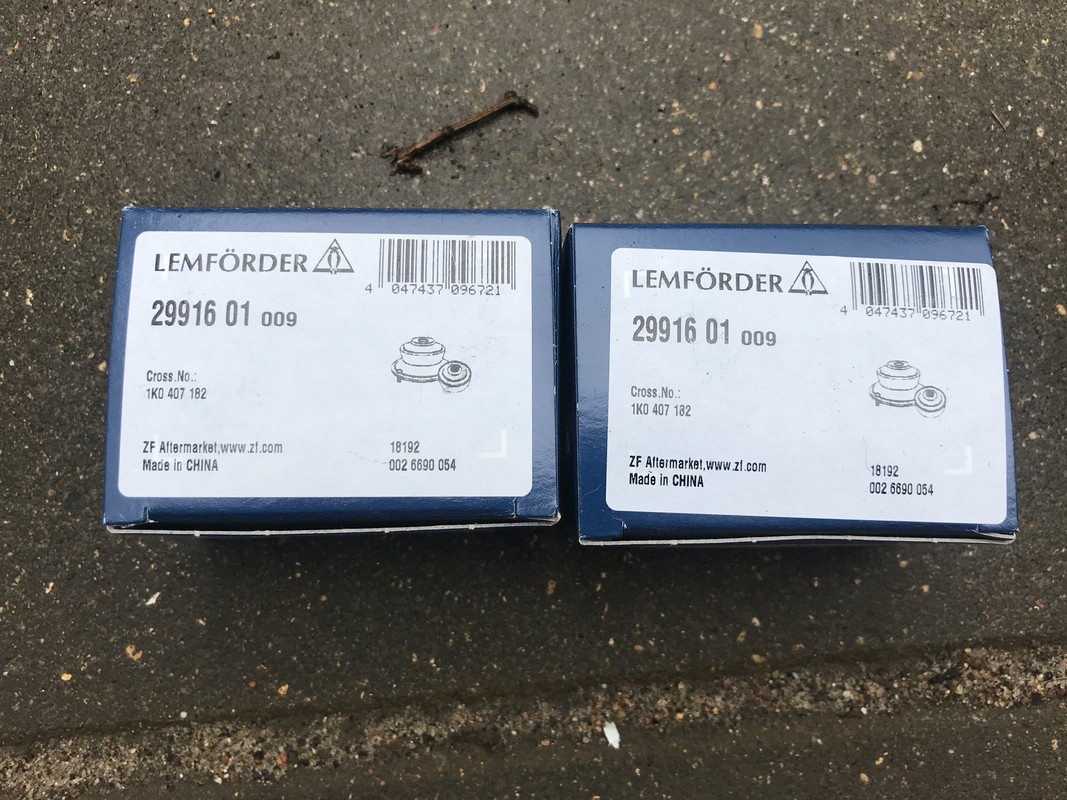 LEMFÖRDER
4 047437 096721
29916 01 009
Cross.No.:
1K0 407 182
ZF Aftermarket,www.zf.com
Made in CHINA
18192
002 6690 054
LEMFÖRDER
4 047437 096721
29916 01 009
Cross.No.:
1K0 407 182
ZF Aftermarket,www.zf.com
Made in CHINA
18192
002 6690 054